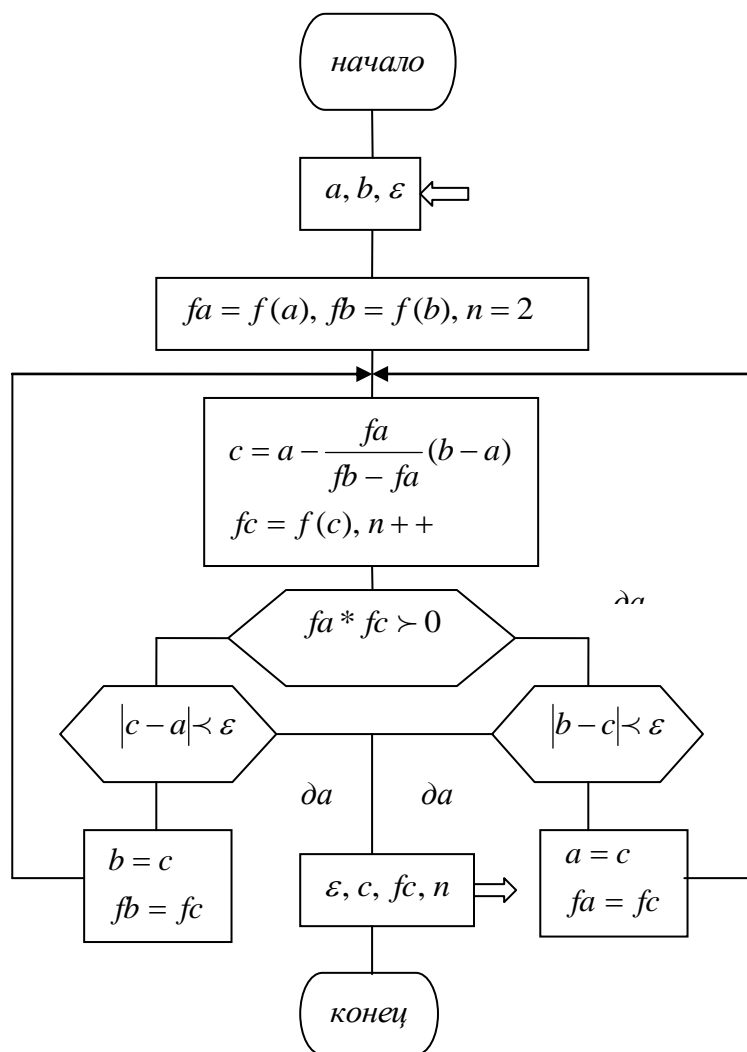 начало
a, b, ε
fa = f(a), fb = f(b), n = 2
c = a - \frac{fa}{fb - fa}(b - a)
fc = f(c), n + +
да
fa * fc ≻ 0
|c - a| ≺ ε
|b - c| ≺ ε
да
да
b = c
fb = fc
ε, c, fc, n
a = c
fa = fc
конец